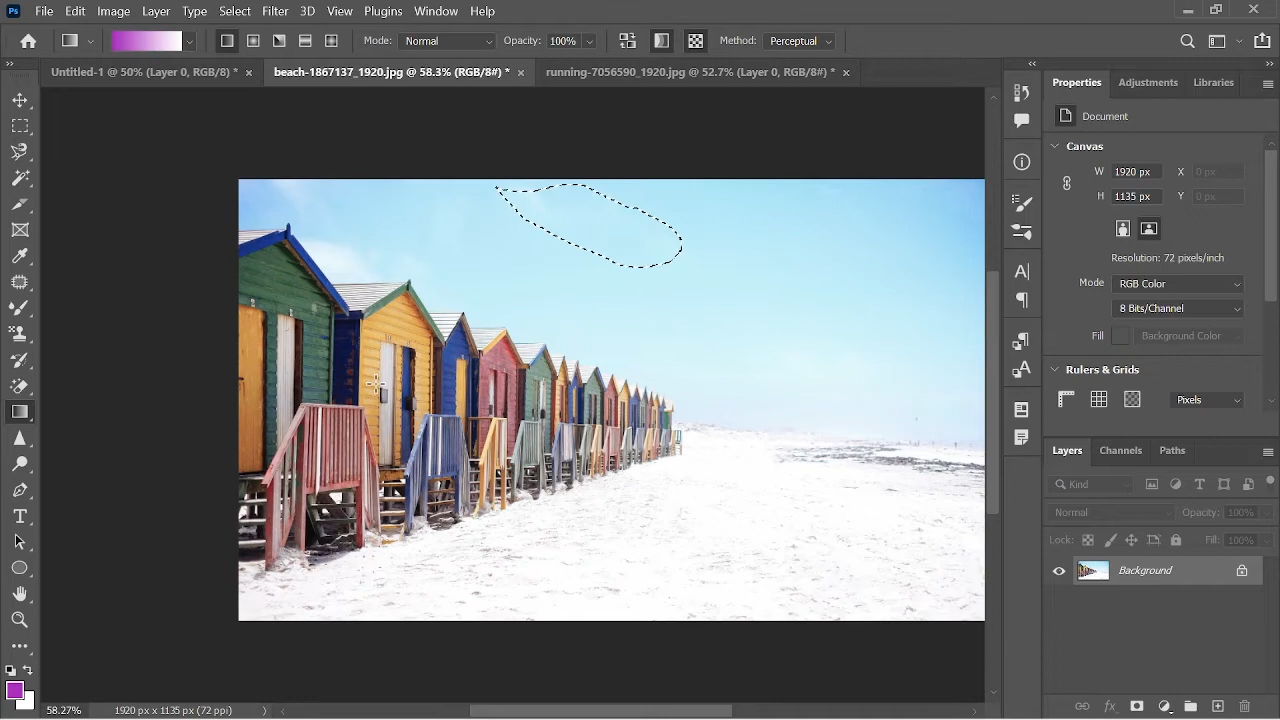 Ps File Edit Image Layer Type Select Filter 3D View Plugins Window Help
Mode: Normal Opacity: 100% Method: Perceptual
Untitled-1 @ 50% (Layer 0, RGB/8) * × beach-1867137_1920.jpg @ 58.3% (RGB/8#) * × running-7056590_1920.jpg @ 52.7% (Layer 0, RGB/8#) * ×
Properties Adjustments Libraries
Document
Canvas
W 1920 px X 0 px
H 1135 px Y 0 px
Resolution: 72 pixels/inch
Mode RGB Color
8 Bits/Channel
Fill Background Color
Rulers & Grids
Pixels
Layers Channels Paths
Kind
Normal Opacity: 100%
Lock: Fill: 100%
Background
58.27% 1920 px x 1135 px (72 ppi)